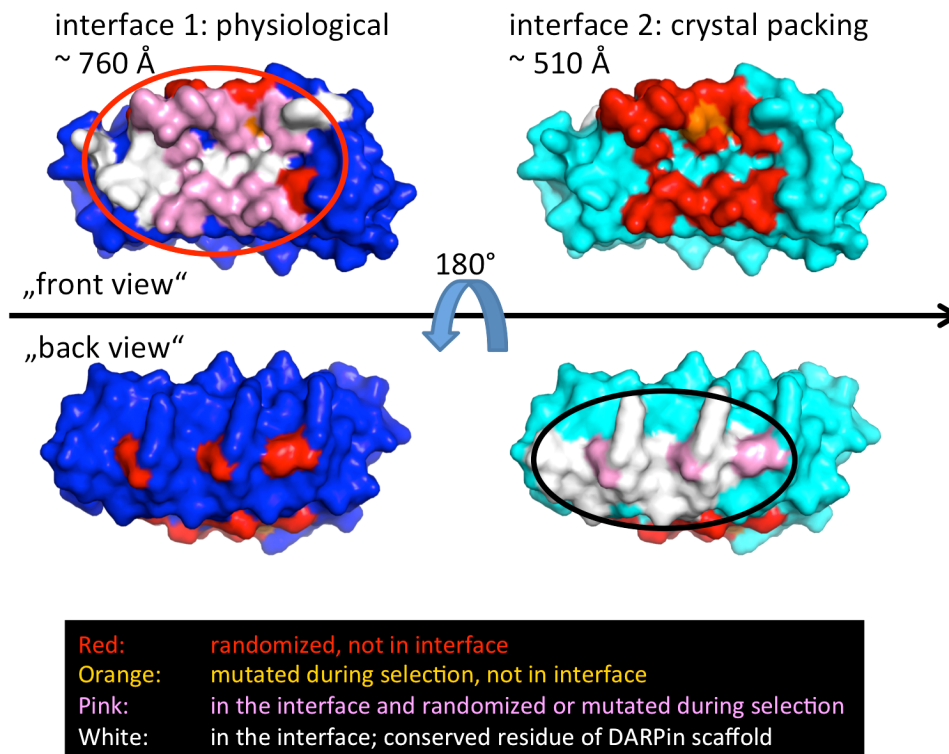 interface 1: physiological
~ 760 Å
interface 2: crystal packing
~ 510 Å
„front view“
180°
„back view“
Red: randomized, not in interface
Orange: mutated during selection, not in interface
Pink: in the interface and randomized or mutated during selection
White: in the interface; conserved residue of DARPin scaffold